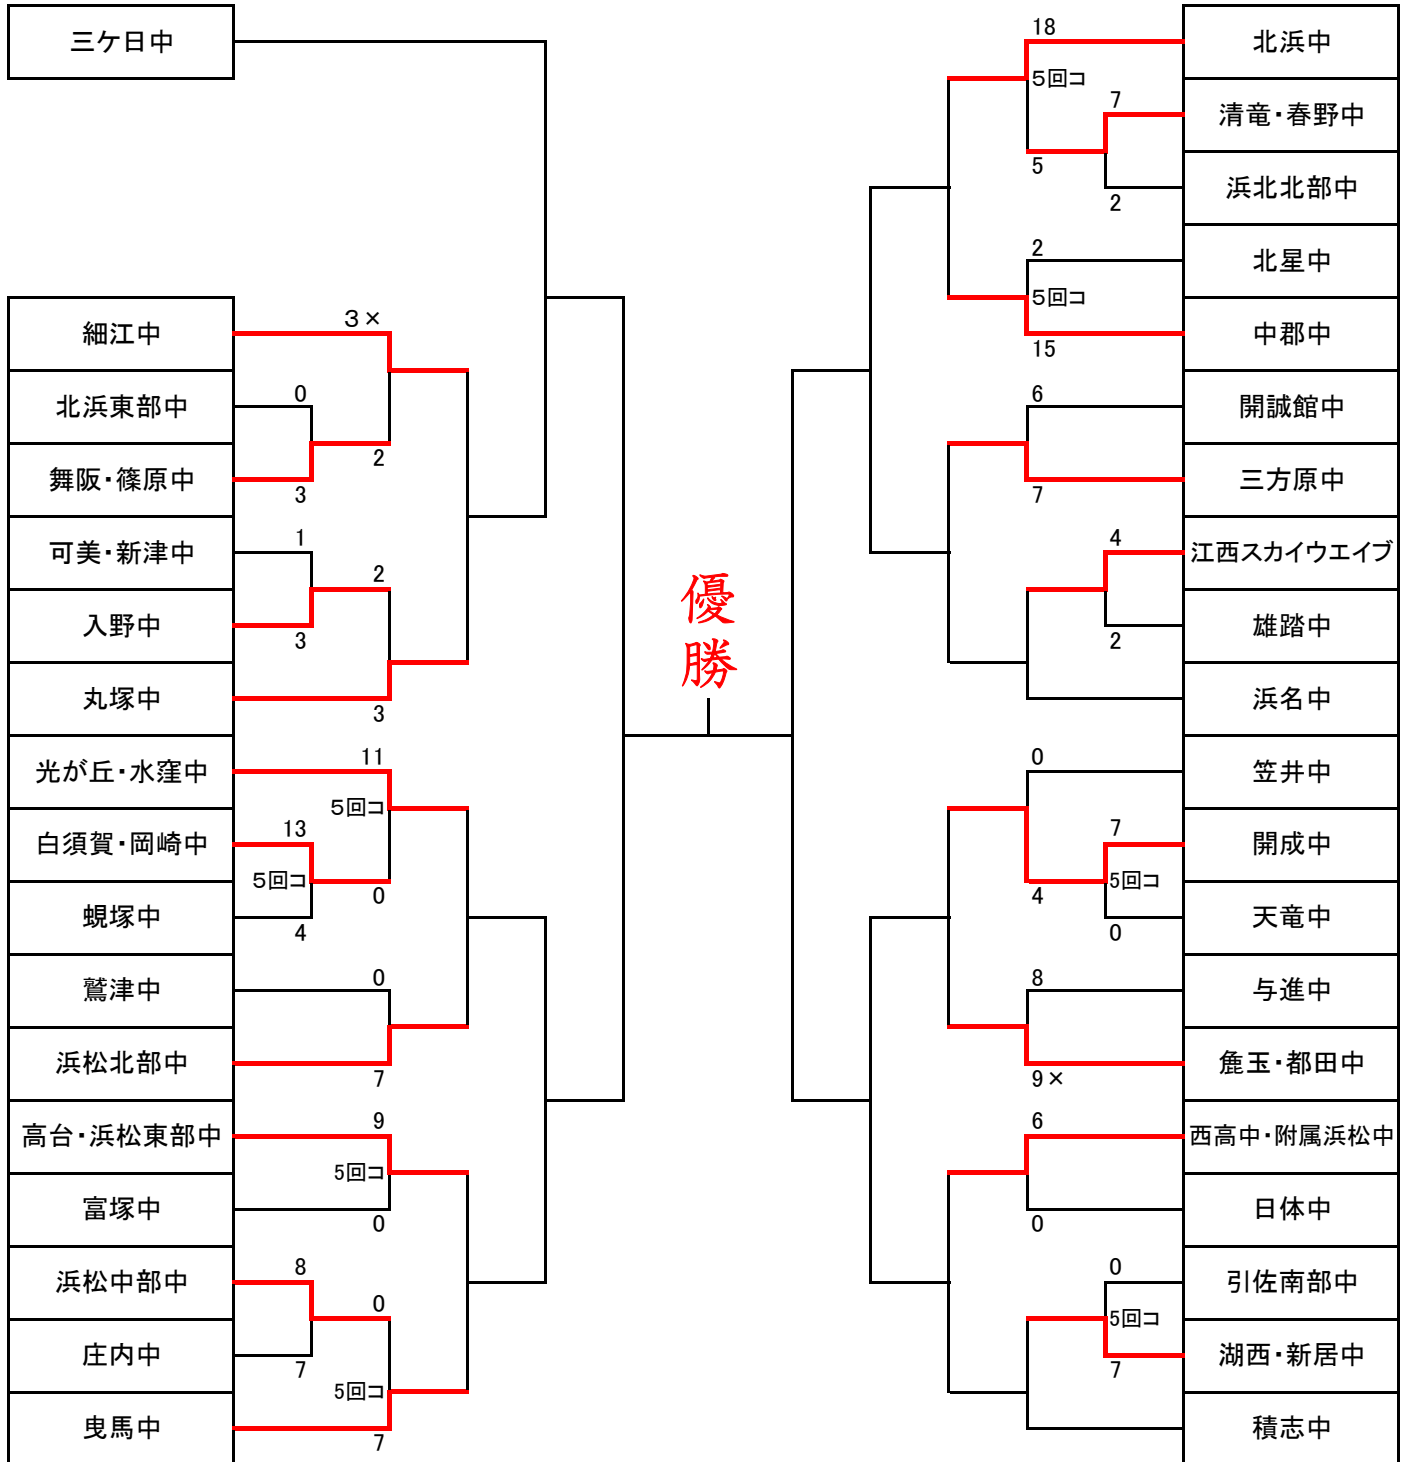 三ケ日中
細江中
3×
北浜東部中
0
舞阪・篠原中
3
2
可美・新津中
1
入野中
3
2
丸塚中
3
光が丘・水窪中
11
5回コ
白須賀・岡崎中
13
5回コ
0
蜆塚中
4
鷲津中
0
浜松北部中
7
高台・浜松東部中
9
5回コ
富塚中
0
浜松中部中
8
0
庄内中
7
5回コ
曳馬中
7
優
勝
18
北浜中
5回コ
7
清竜・春野中
5
2
浜北北部中
2
北星中
5回コ
15
中郡中
6
開誠館中
7
三方原中
4
江西スカイウエイブ
2
雄踏中
浜名中
0
笠井中
7
開成中
4
5回コ
0
天竜中
8
与進中
9×
麁玉・都田中
6
西高中・附属浜松中
0
日体中
0
引佐南部中
5回コ
7
湖西・新居中
積志中